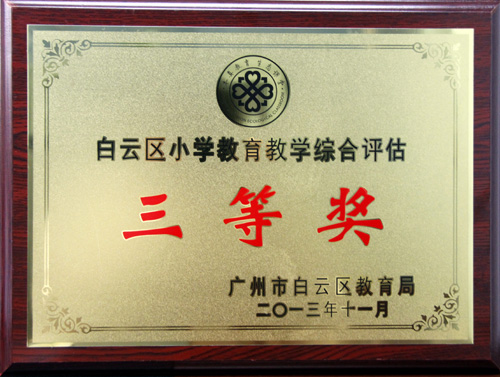 白云区小学教育教学综合评估
三等奖
广州市白云区教育局
二〇一三年十一月